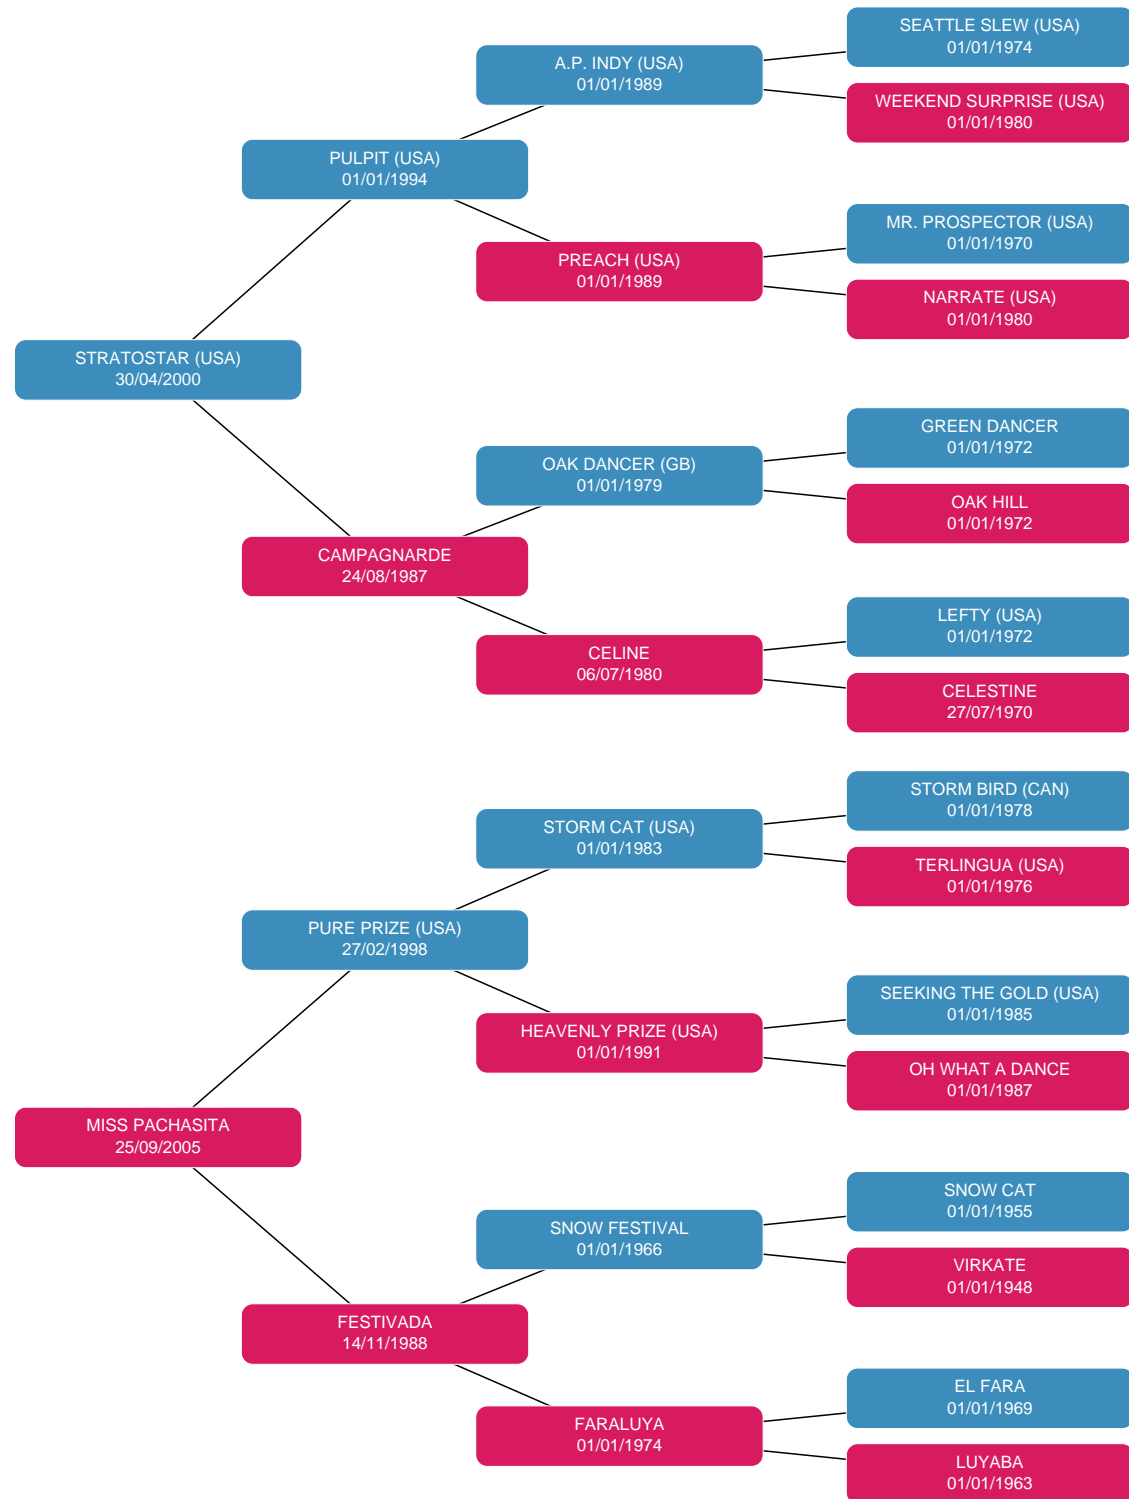 SEATTLE SLEW (USA)
01/01/1974
A.P. INDY (USA)
01/01/1989
WEEKEND SURPRISE (USA)
01/01/1980
PULPIT (USA)
01/01/1994
MR. PROSPECTOR (USA)
01/01/1970
PREACH (USA)
01/01/1989
NARRATE (USA)
01/01/1980
STRATOSTAR (USA)
30/04/2000
GREEN DANCER
01/01/1972
OAK DANCER (GB)
01/01/1979
OAK HILL
01/01/1972
CAMPAGNARDE
24/08/1987
LEFTY (USA)
01/01/1972
CELINE
06/07/1980
CELESTINE
27/07/1970
STORM BIRD (CAN)
01/01/1978
STORM CAT (USA)
01/01/1983
TERLINGUA (USA)
01/01/1976
PURE PRIZE (USA)
27/02/1998
SEEKING THE GOLD (USA)
01/01/1985
HEAVENLY PRIZE (USA)
01/01/1991
OH WHAT A DANCE
01/01/1987
MISS PACHASITA
25/09/2005
SNOW CAT
01/01/1955
SNOW FESTIVAL
01/01/1966
VIRKATE
01/01/1948
FESTIVADA
14/11/1988
EL FARA
01/01/1969
FARALUYA
01/01/1974
LUYABA
01/01/1963